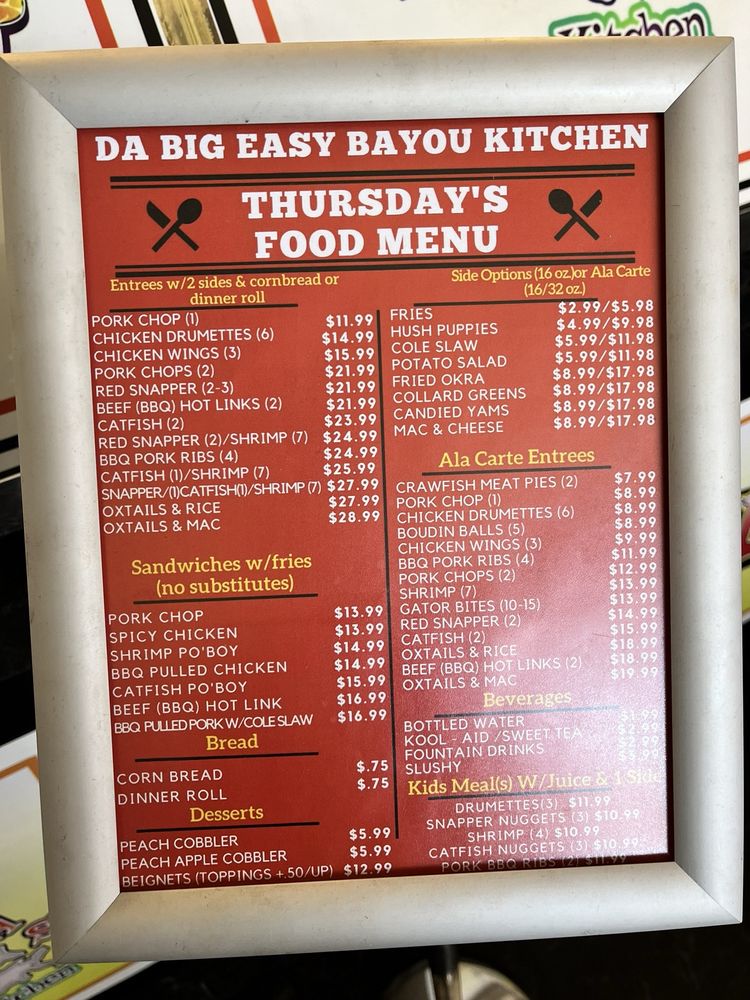 Kitchen
DA BIG EASY BAYOU KITCHEN
THURSDAY'S
FOOD MENU
Entrees w/2 sides & cornbread or
dinner roll
PORK CHOP (1) $11.99
CHICKEN DRUMETTES (6) $14.99
CHICKEN WINGS (3) $15.99
PORK CHOPS (2) $21.99
RED SNAPPER (2-3) $21.99
BEEF (BBQ) HOT LINKS (2) $21.99
CATFISH (2) $23.99
RED SNAPPER (2)/SHRIMP (7) $24.99
BBQ PORK RIBS (4) $24.99
CATFISH (1)/SHRIMP (7) $25.99
SNAPPER/(1)CATFISH(1)/SHRIMP (7) $27.99
OXTAILS & RICE $27.99
OXTAILS & MAC $28.99
Sandwiches w/fries
(no substitutes)
PORK CHOP $13.99
SPICY CHICKEN $13.99
SHRIMP PO'BOY $14.99
BBQ PULLED CHICKEN $14.99
CATFISH PO'BOY $15.99
BEEF (BBQ) HOT LINK $16.99
BBQ PULLED PORK W/COLE SLAW $16.99
Bread
CORN BREAD $.75
DINNER ROLL $.75
Desserts
PEACH COBBLER $5.99
PEACH APPLE COBBLER $5.99
BEIGNETS (TOPPINGS +.50/UP) $12.99
Side Options (16 oz.)or Ala Carte
(16/32 oz.)
FRIES $2.99/$5.98
HUSH PUPPIES $4.99/$9.98
COLE SLAW $5.99/$11.98
POTATO SALAD $5.99/$11.98
FRIED OKRA $8.99/$17.98
COLLARD GREENS $8.99/$17.98
CANDIED YAMS $8.99/$17.98
MAC & CHEESE $8.99/$17.98
Ala Carte Entrees
CRAWFISH MEAT PIES (2) $7.99
PORK CHOP (1) $8.99
CHICKEN DRUMETTES (6) $8.99
BOUDIN BALLS (5) $8.99
CHICKEN WINGS (3) $9.99
BBQ PORK RIBS (4) $11.99
PORK CHOPS (2) $12.99
SHRIMP (7) $13.99
GATOR BITES (10-15) $13.99
RED SNAPPER (2) $14.99
CATFISH (2) $15.99
OXTAILS & RICE $18.99
BEEF (BBQ) HOT LINKS (2) $18.99
OXTAILS & MAC $19.99
Beverages
BOTTLED WATER $1.99
KOOL - AID /SWEET TEA $2.99
FOUNTAIN DRINKS $2.99
SLUSHY
Kids Meal(s) W/Juice & 1 Side
DRUMETTES(3) $11.99
SNAPPER NUGGETS (3) $10.99
SHRIMP (4) $10.99
CATFISH NUGGETS (3) $10.99
PORK BBQ RIBS (2) $11.99